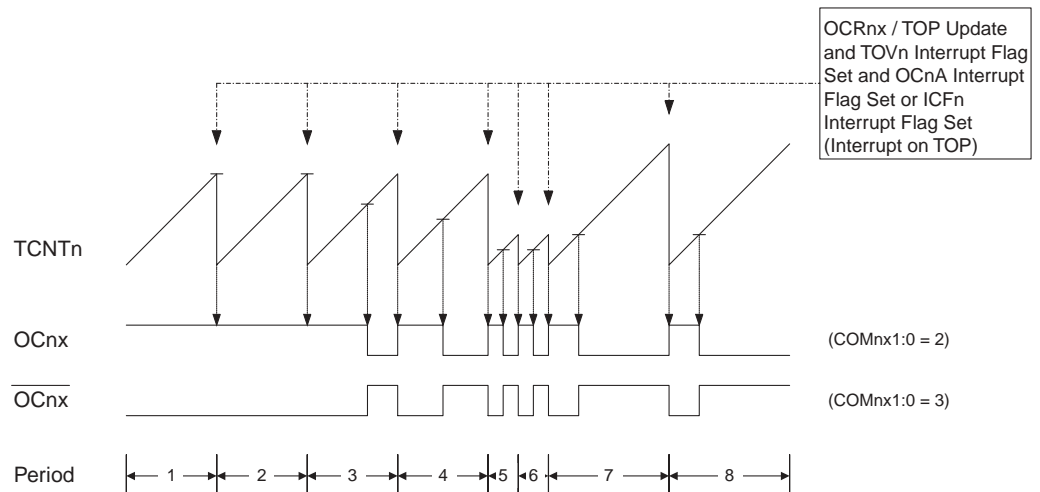 OCRnx / TOP Update
and TOVn Interrupt Flag
Set and OCnA Interrupt
Flag Set or ICFn
Interrupt Flag Set
(Interrupt on TOP)
TCNTn
OCnx (COMnx1:0 = 2)
OCnx (COMnx1:0 = 3)
Period 1 2 3 4 5 6 7 8